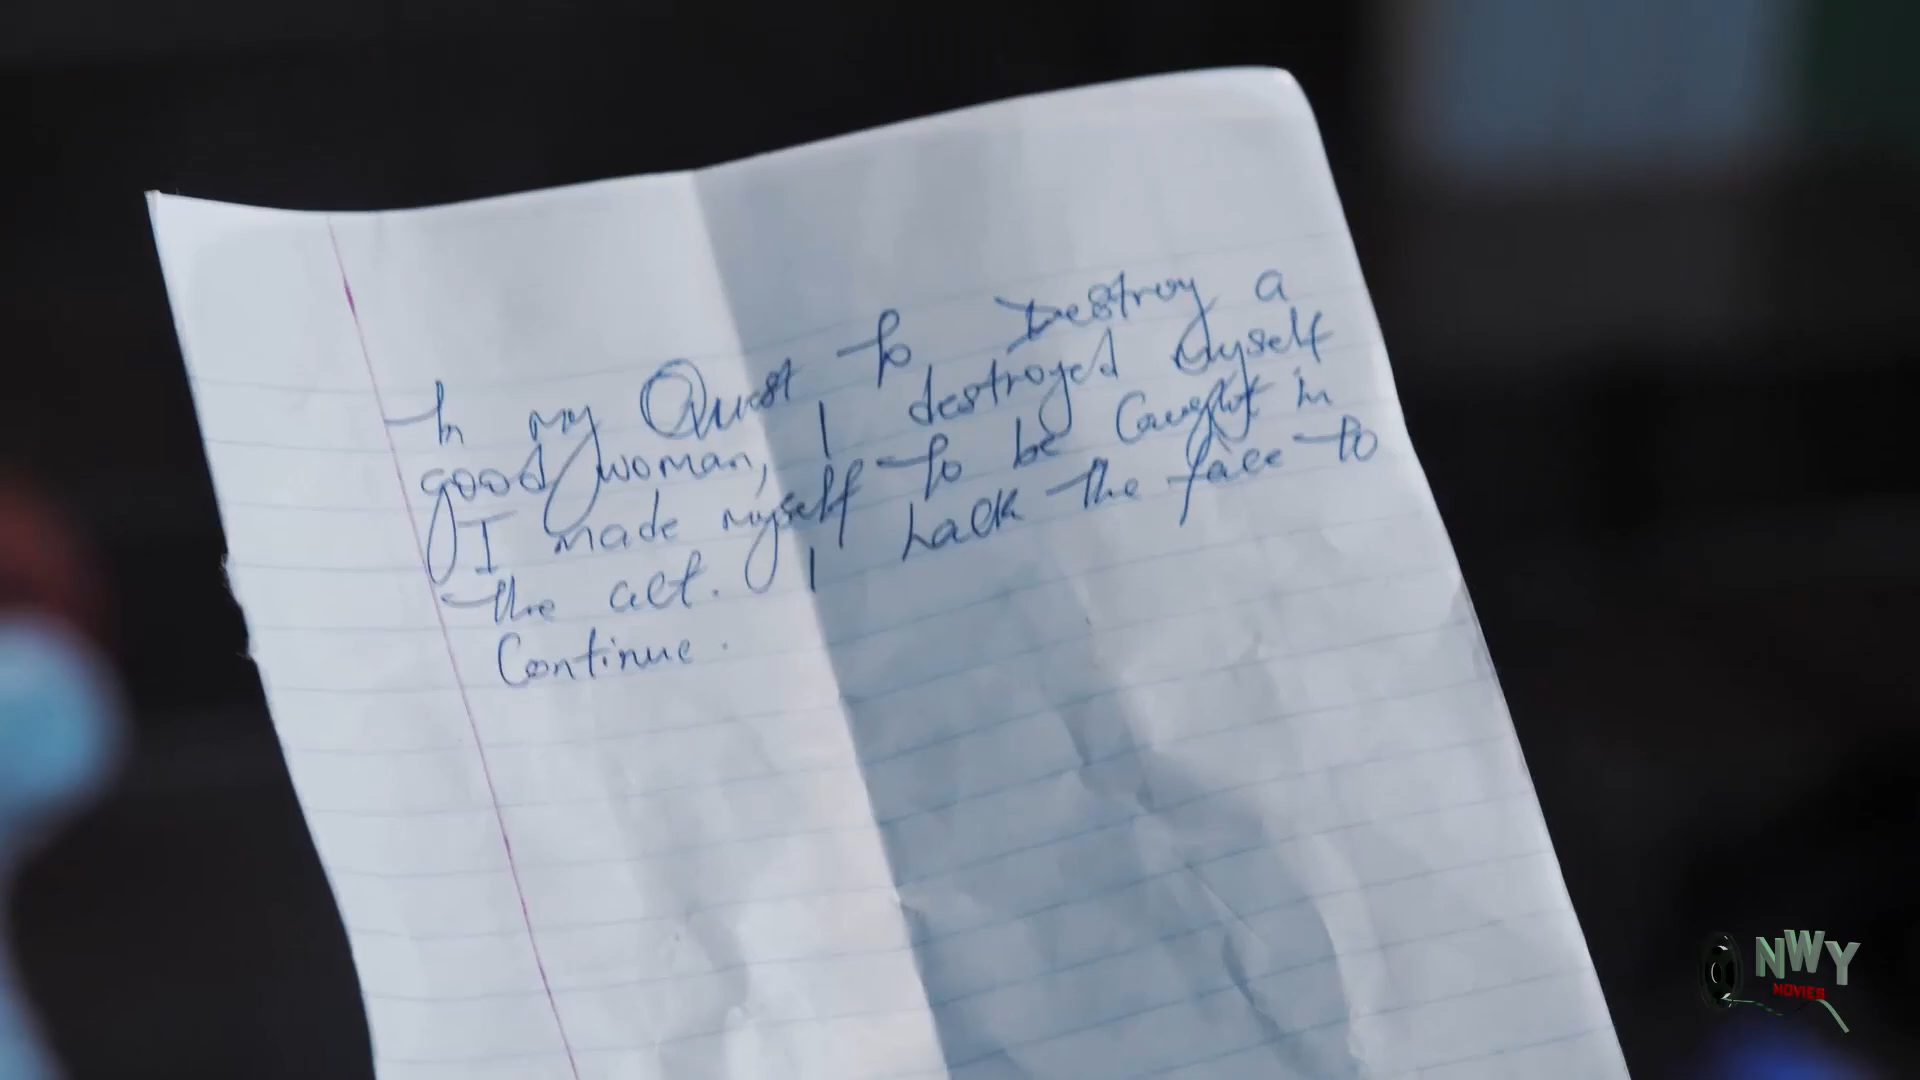 In my Quest to Destroy a
good woman, I destroyed myself
I made myself to be Caught in
the act. I Lack the face to
Continue.
NWY
MOVIES